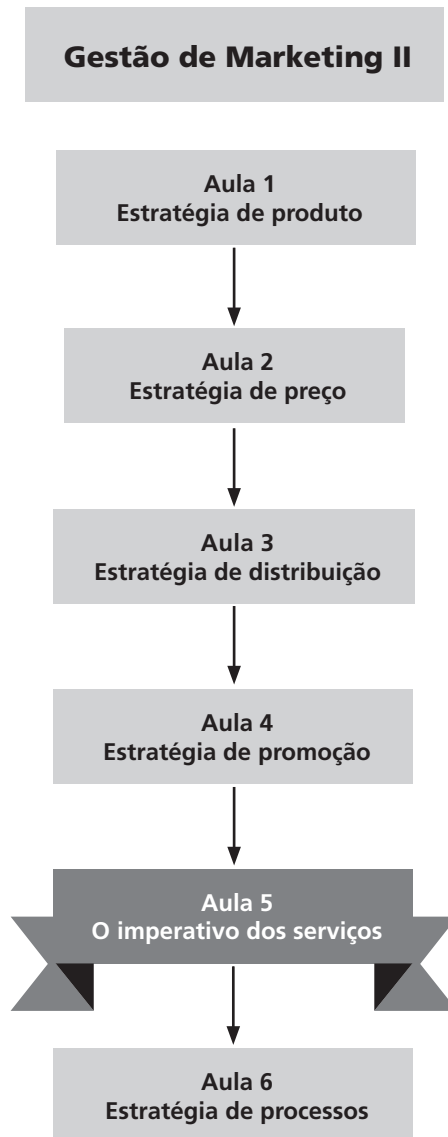 Gestão de Marketing II
Aula 1
Estratégia de produto
Aula 2
Estratégia de preço
Aula 3
Estratégia de distribuição
Aula 4
Estratégia de promoção
Aula 5
O imperativo dos serviços
Aula 6
Estratégia de processos